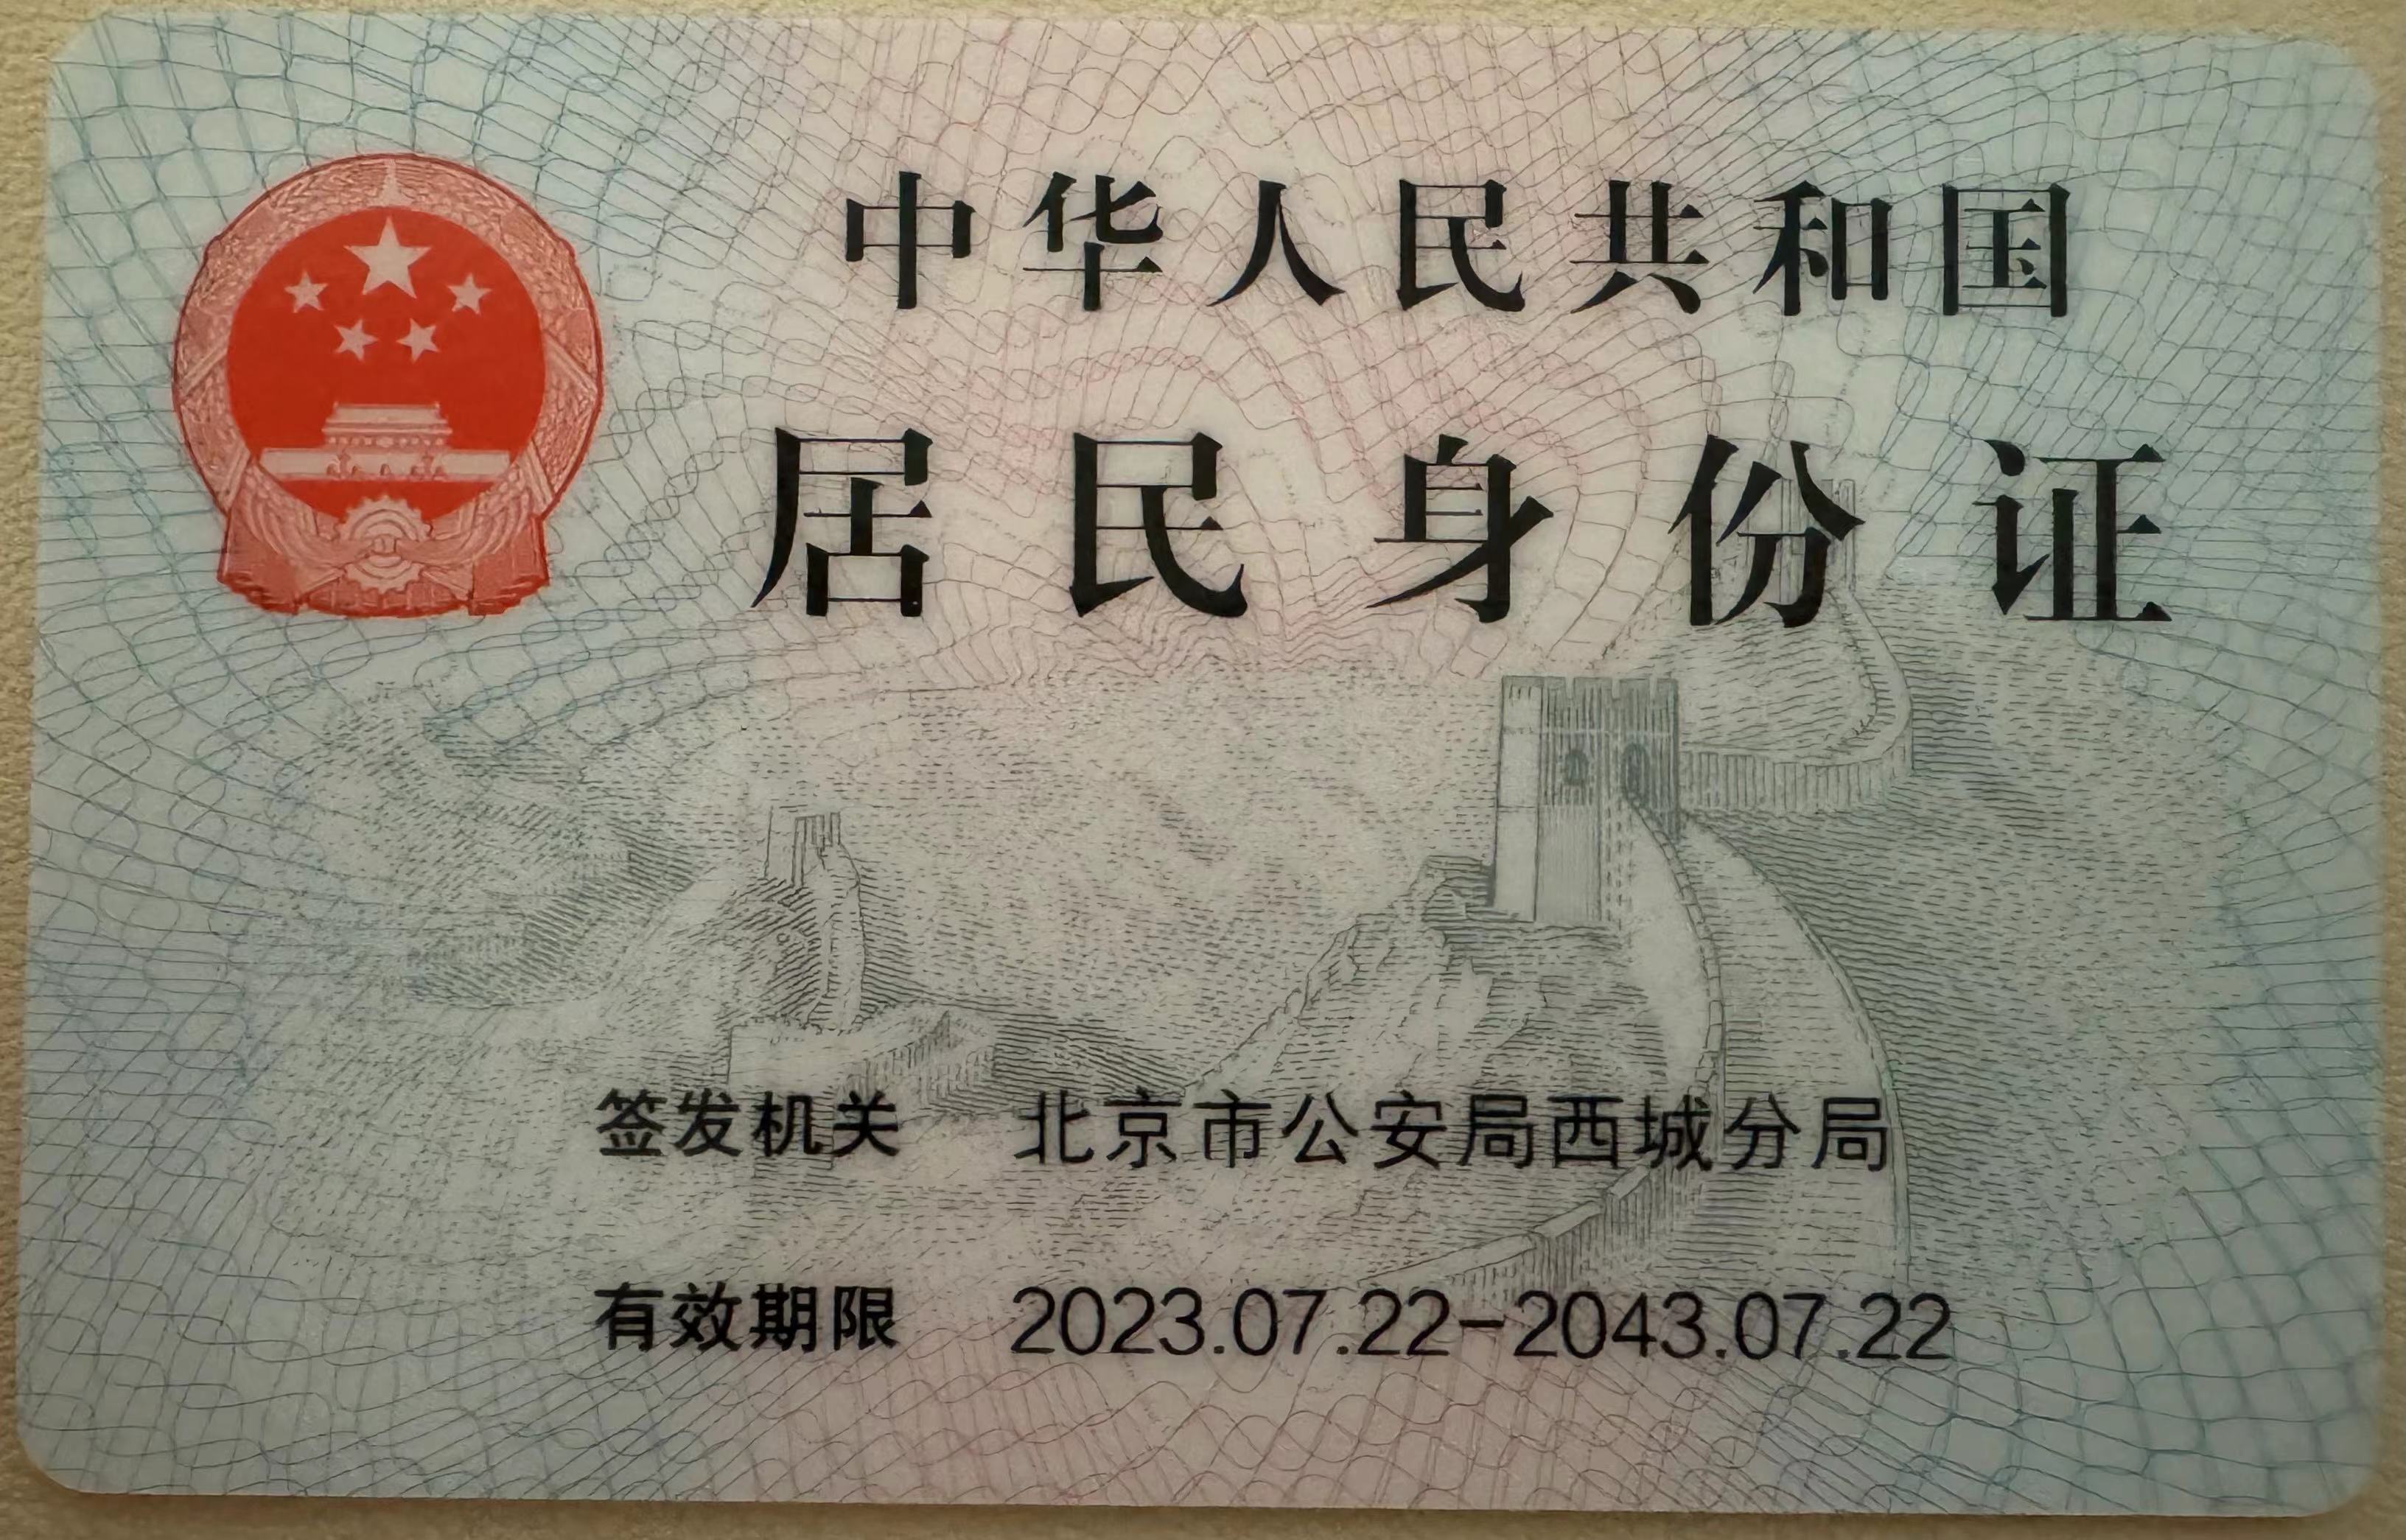 中华人民共和国
居民身份证
签发机关 北京市公安局西城分局
有效期限 2023.07.22-2043.07.22